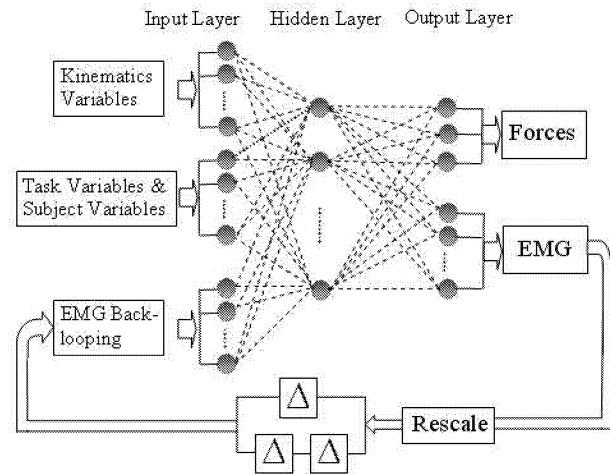 Input Layer Hidden Layer Output Layer
Kinematics
Variables
Forces
Task Variables &
Subject Variables
EMG
EMG Back-
looping
Δ
Rescale
Δ Δ